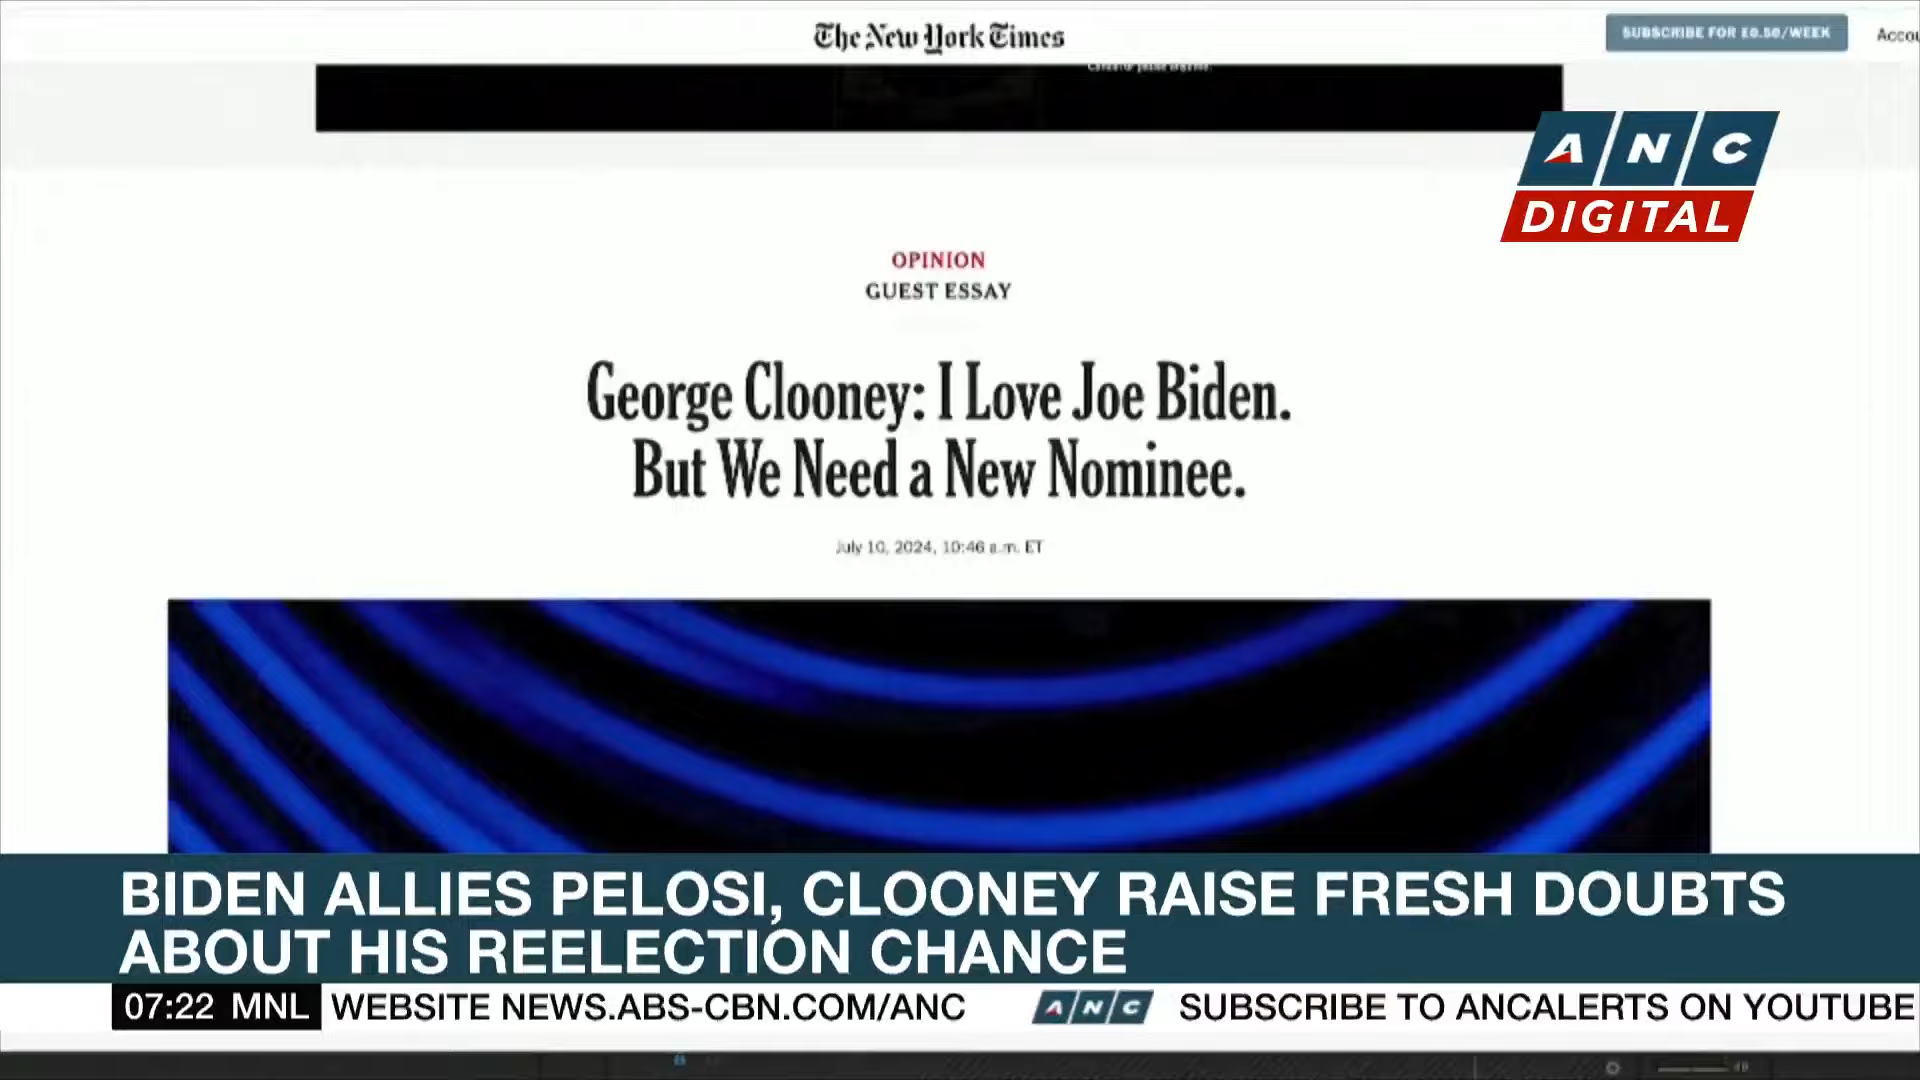 The New York Times
SUBSCRIBE FOR £0.50/WEEK
ANC
DIGITAL
OPINION
GUEST ESSAY
George Clooney: I Love Joe Biden.
But We Need a New Nominee.
July 10, 2024, 10:46 a.m. ET
BIDEN ALLIES PELOSI, CLOONEY RAISE FRESH DOUBTS
ABOUT HIS REELECTION CHANCE
07:22 MNL WEBSITE NEWS.ABS-CBN.COM/ANC ANC SUBSCRIBE TO ANCALERTS ON YOUTUBE